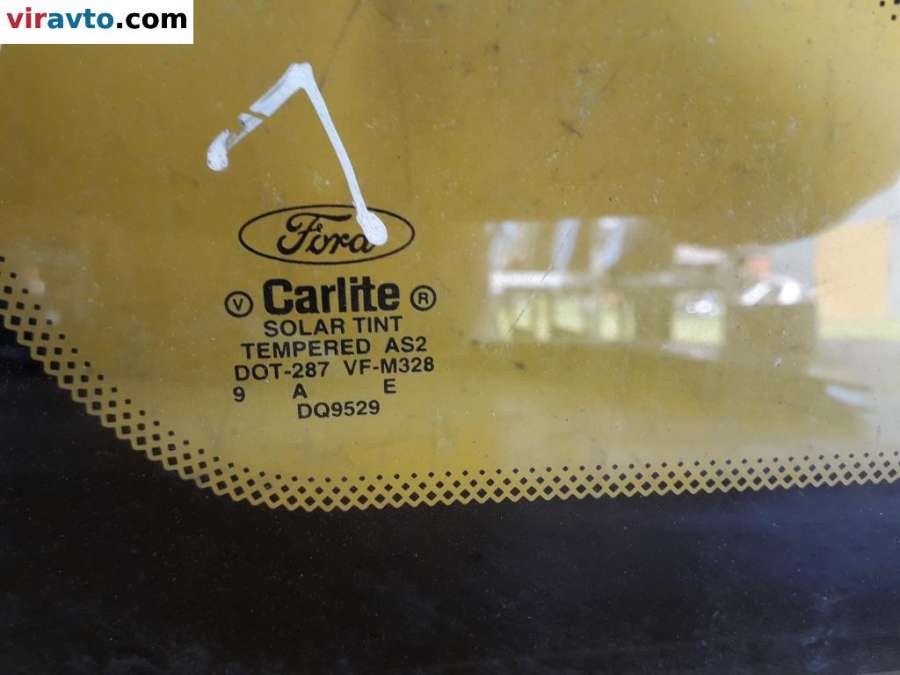 viravto.com
Ford
V Carlite R
SOLAR TINT
TEMPERED AS2
DOT-287 VF-M328
9 A E
DQ9529